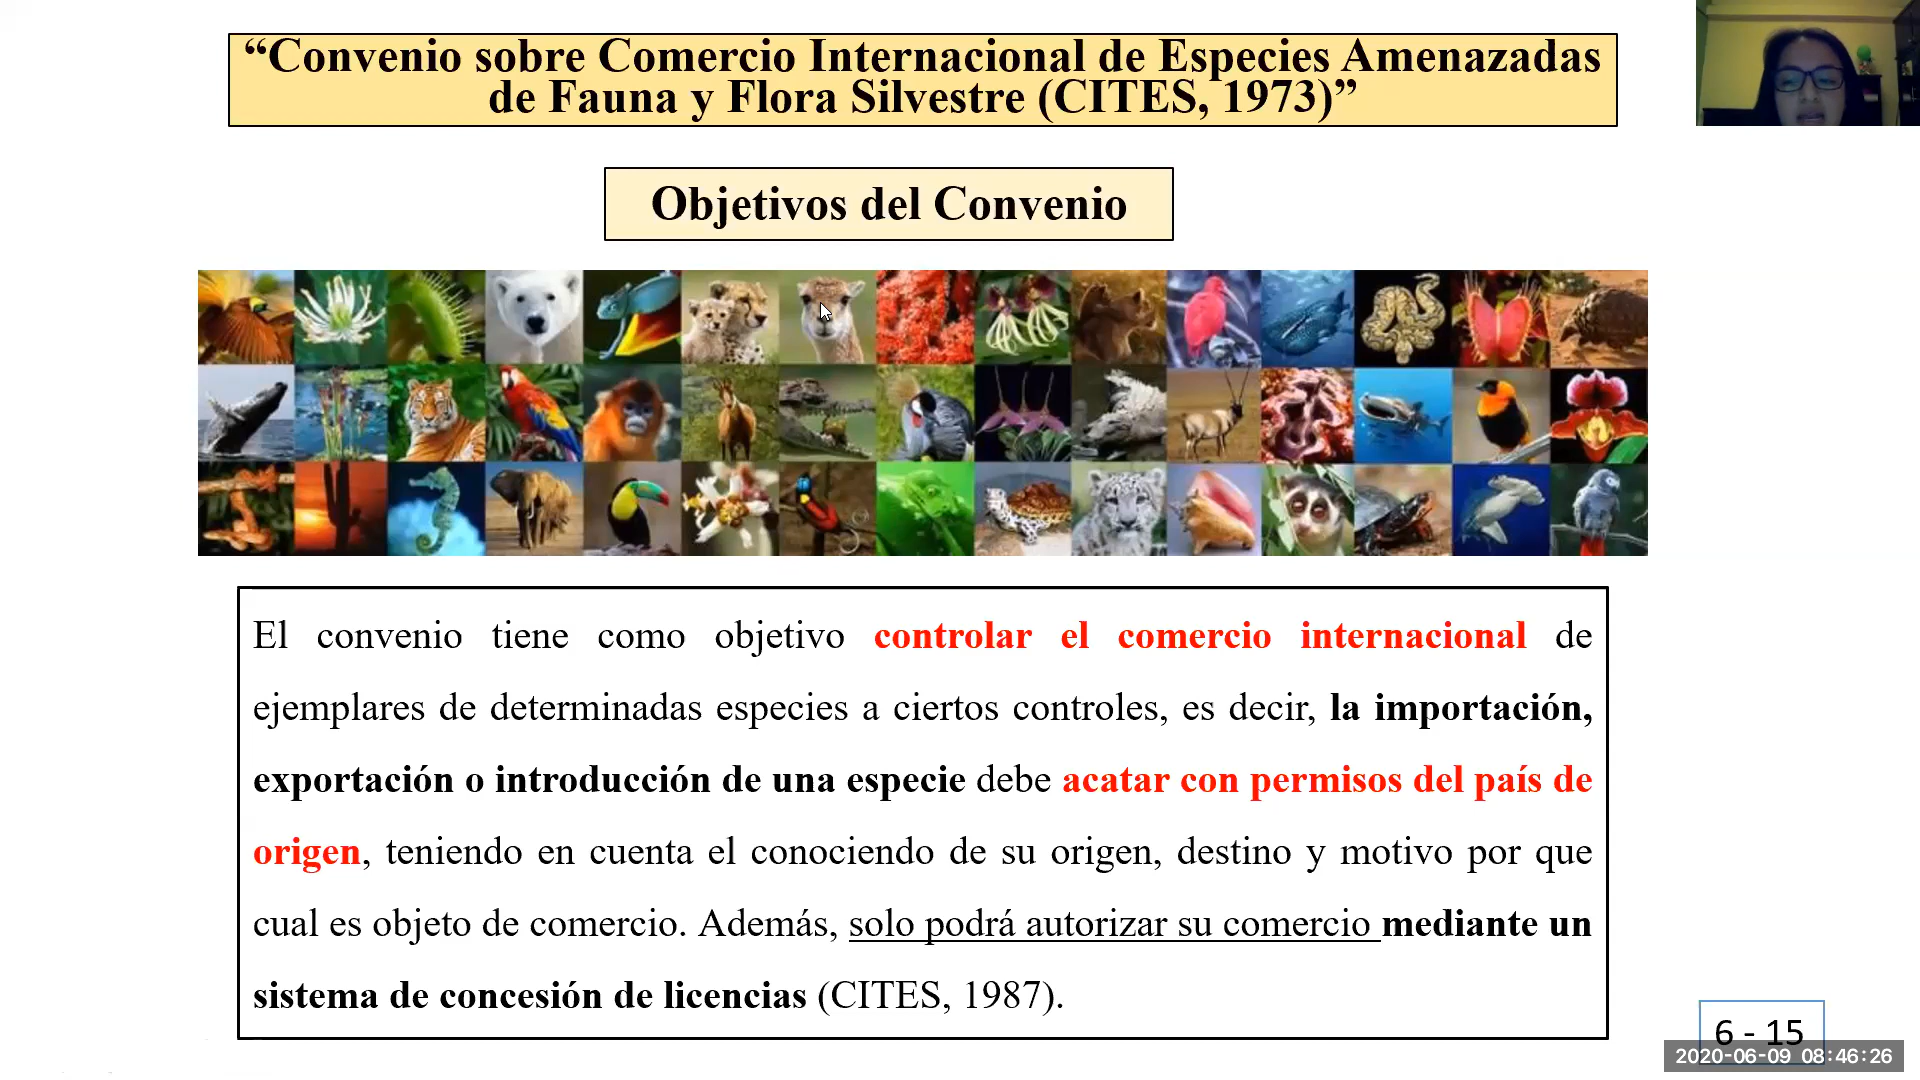 “Convenio sobre Comercio Internacional de Especies Amenazadas
de Fauna y Flora Silvestre (CITES, 1973)”
Objetivos del Convenio
El convenio tiene como objetivo controlar el comercio internacional de
ejemplares de determinadas especies a ciertos controles, es decir, la importación,
exportación o introducción de una especie debe acatar con permisos del país de
origen, teniendo en cuenta el conociendo de su origen, destino y motivo por que
cual es objeto de comercio. Además, solo podrá autorizar su comercio mediante un
sistema de concesión de licencias (CITES, 1987).
6 - 15
2020-06-09 08:46:26